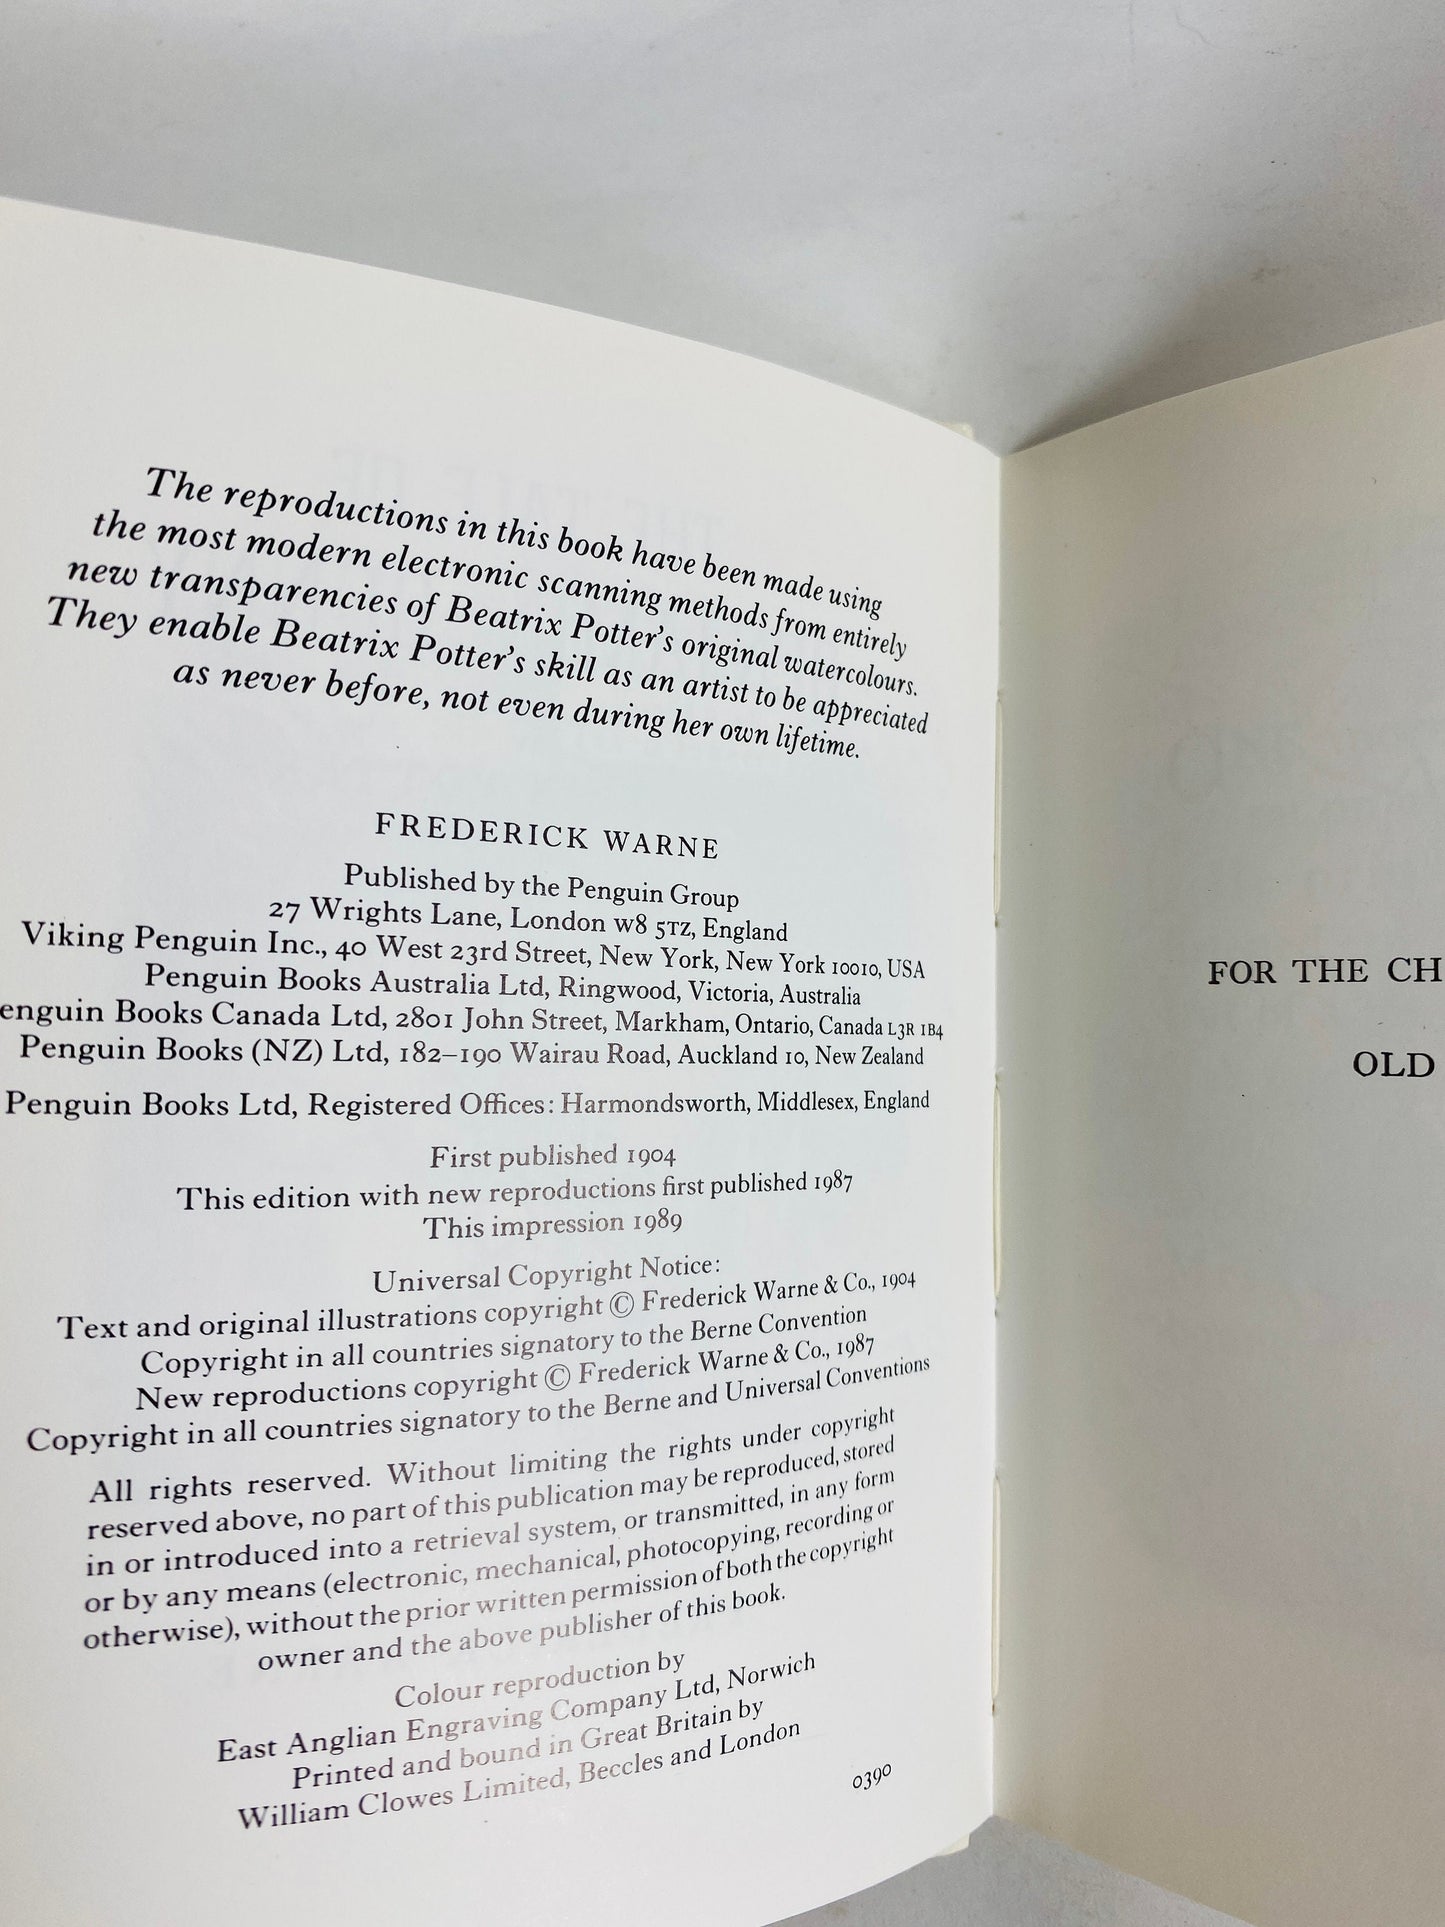 The reproductions in this book have been made using
the most modern electronic scanning methods from entirely
new transparencies of Beatrix Potter's original watercolours.
They enable Beatrix Potter's skill as an artist to be appreciated
as never before, not even during her own lifetime.
FREDERICK WARNE
Published by the Penguin Group
27 Wrights Lane, London W8 5TZ, England
Viking Penguin Inc., 40 West 23rd Street, New York, New York 10010, USA
Penguin Books Australia Ltd, Ringwood, Victoria, Australia
enguin Books Canada Ltd, 2801 John Street, Markham, Ontario, Canada L3R 1B4
Penguin Books (NZ) Ltd, 182–190 Wairau Road, Auckland 10, New Zealand
Penguin Books Ltd, Registered Offices: Harmondsworth, Middlesex, England
First published 1904
This edition with new reproductions first published 1987
This impression 1989
Universal Copyright Notice:
Text and original illustrations copyright © Frederick Warne & Co., 1904
Copyright in all countries signatory to the Berne Convention
New reproductions copyright © Frederick Warne & Co., 1987
Copyright in all countries signatory to the Berne and Universal Conventions
All rights reserved. Without limiting the rights under copyright
reserved above, no part of this publication may be reproduced, stored
in or introduced into a retrieval system, or transmitted, in any form
or by any means (electronic, mechanical, photocopying, recording or
otherwise), without the prior written permission of both the copyright
owner and the above publisher of this book.
Colour reproduction by
East Anglian Engraving Company Ltd, Norwich
Printed and bound in Great Britain by
William Clowes Limited, Beccles and London
0390
FOR THE CH
OLD